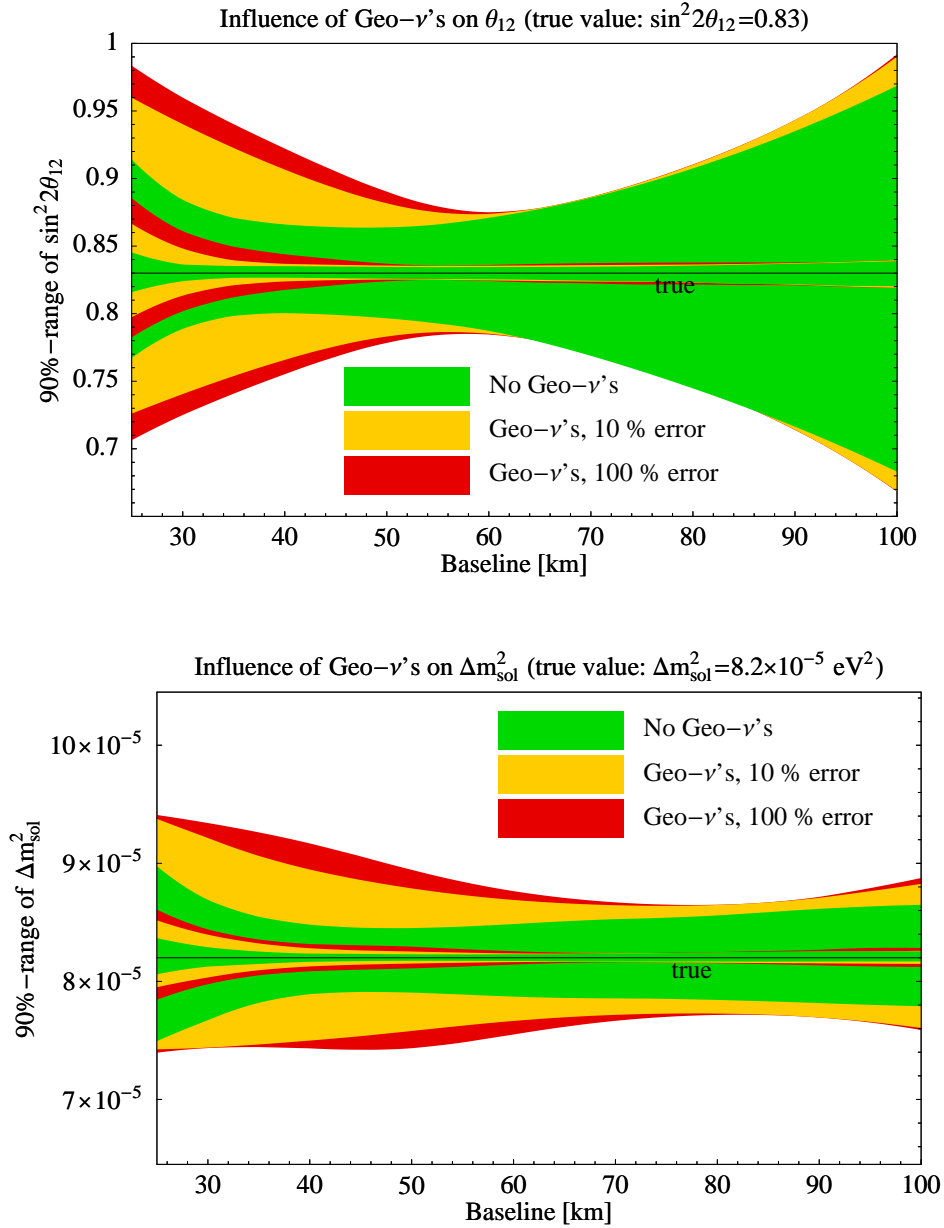 Influence of Geo−ν's on θ₁₂ (true value: sin²2θ₁₂=0.83)
1
0.95
0.9
0.85
0.8
0.75
0.7
90%−range of sin²2θ₁₂
true
No Geo−ν's
Geo−ν's, 10 % error
Geo−ν's, 100 % error
30 40 50 60 70 80 90 100
Baseline [km]
Influence of Geo−ν's on Δm²sol (true value: Δm²sol=8.2×10⁻⁵ eV²)
10×10⁻⁵
9×10⁻⁵
8×10⁻⁵
7×10⁻⁵
90%−range of Δm²sol
No Geo−ν's
Geo−ν's, 10 % error
Geo−ν's, 100 % error
true
30 40 50 60 70 80 90 100
Baseline [km]